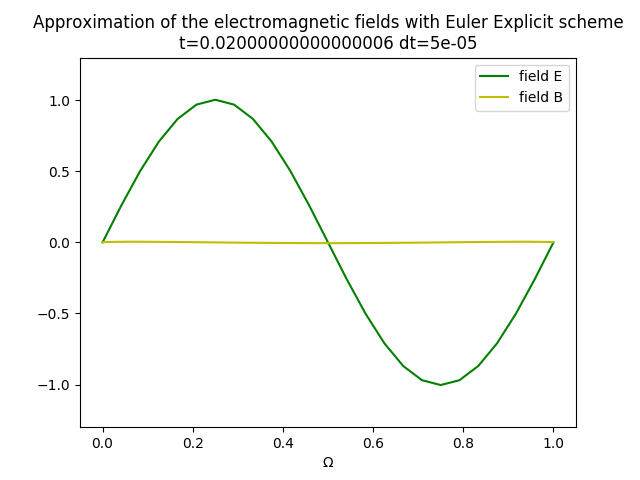 Approximation of the electromagnetic fields with Euler Explicit scheme
t=0.02000000000000006 dt=5e-05
field E
field B
1.0
0.5
0.0
−0.5
−1.0
0.0 0.2 0.4 0.6 0.8 1.0
Ω